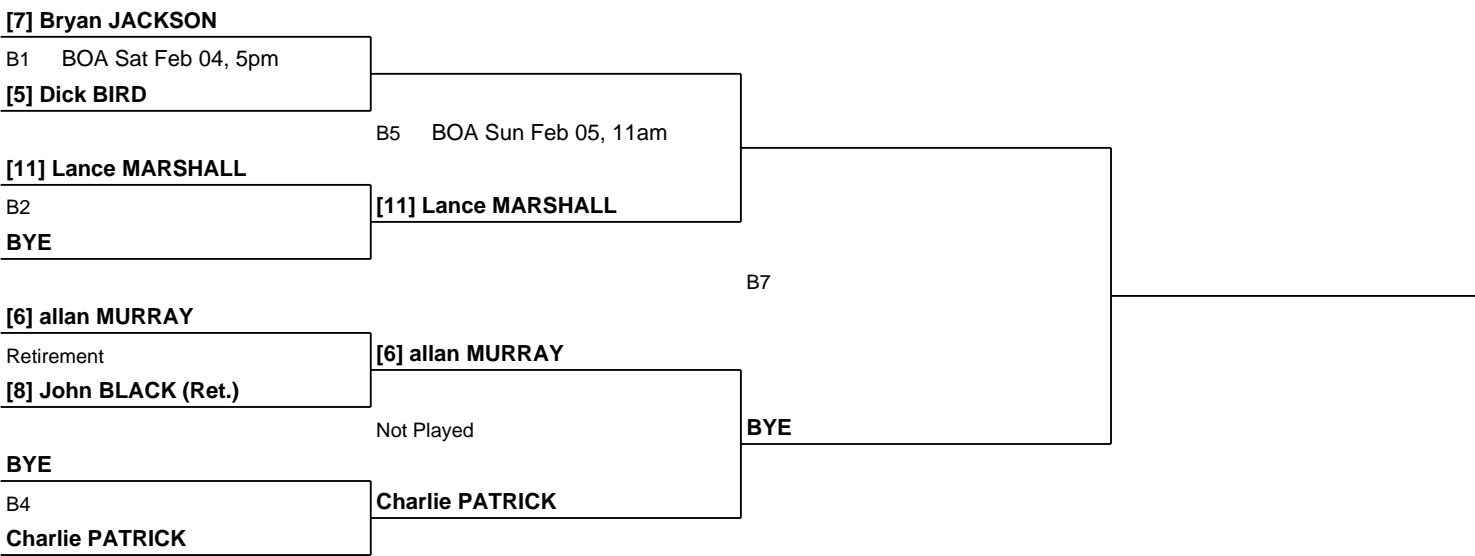 [7] Bryan JACKSON
B1 BOA Sat Feb 04, 5pm
[5] Dick BIRD
B5 BOA Sun Feb 05, 11am
[11] Lance MARSHALL
B2
[11] Lance MARSHALL
BYE
B7
[6] allan MURRAY
Retirement
[6] allan MURRAY
[8] John BLACK (Ret.)
Not Played
BYE
BYE
B4
Charlie PATRICK
Charlie PATRICK